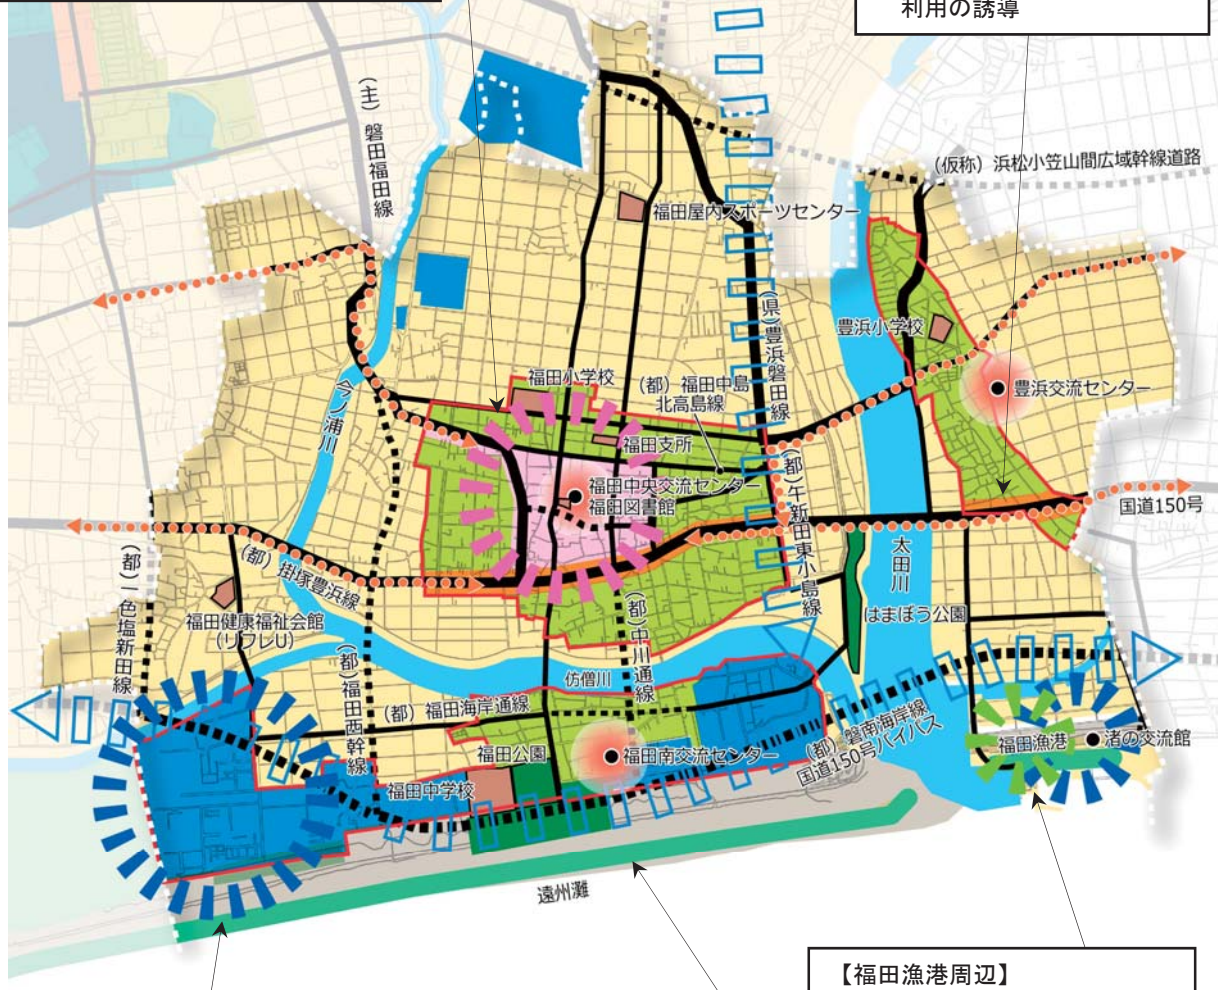 利用の誘導
(主)磐田福田線
(仮称)浜松小笠山間広域幹線道路
福田屋内スポーツセンター
(県)豊浜磐田線
豊浜小学校
福田小学校
(都)福田中島
北高島線
豊浜交流センター
今ノ浦川
福田支所
福田中央交流センター
福田図書館
(都)午新田東小島線
国道150号
太田川
(都)掛塚豊浜線
(都)一色塩新田線
福田健康福祉会館
(リフレU)
はまぼう公園
(都)中川通線
(都)福田西幹線
仿僧川
(都)福田海岸通線
福田公園
福田南交流センター
(都)磐南海岸線
国道150号バイパス
福田漁港
渚の交流館
福田中学校
遠州灘
【福田漁港周辺】